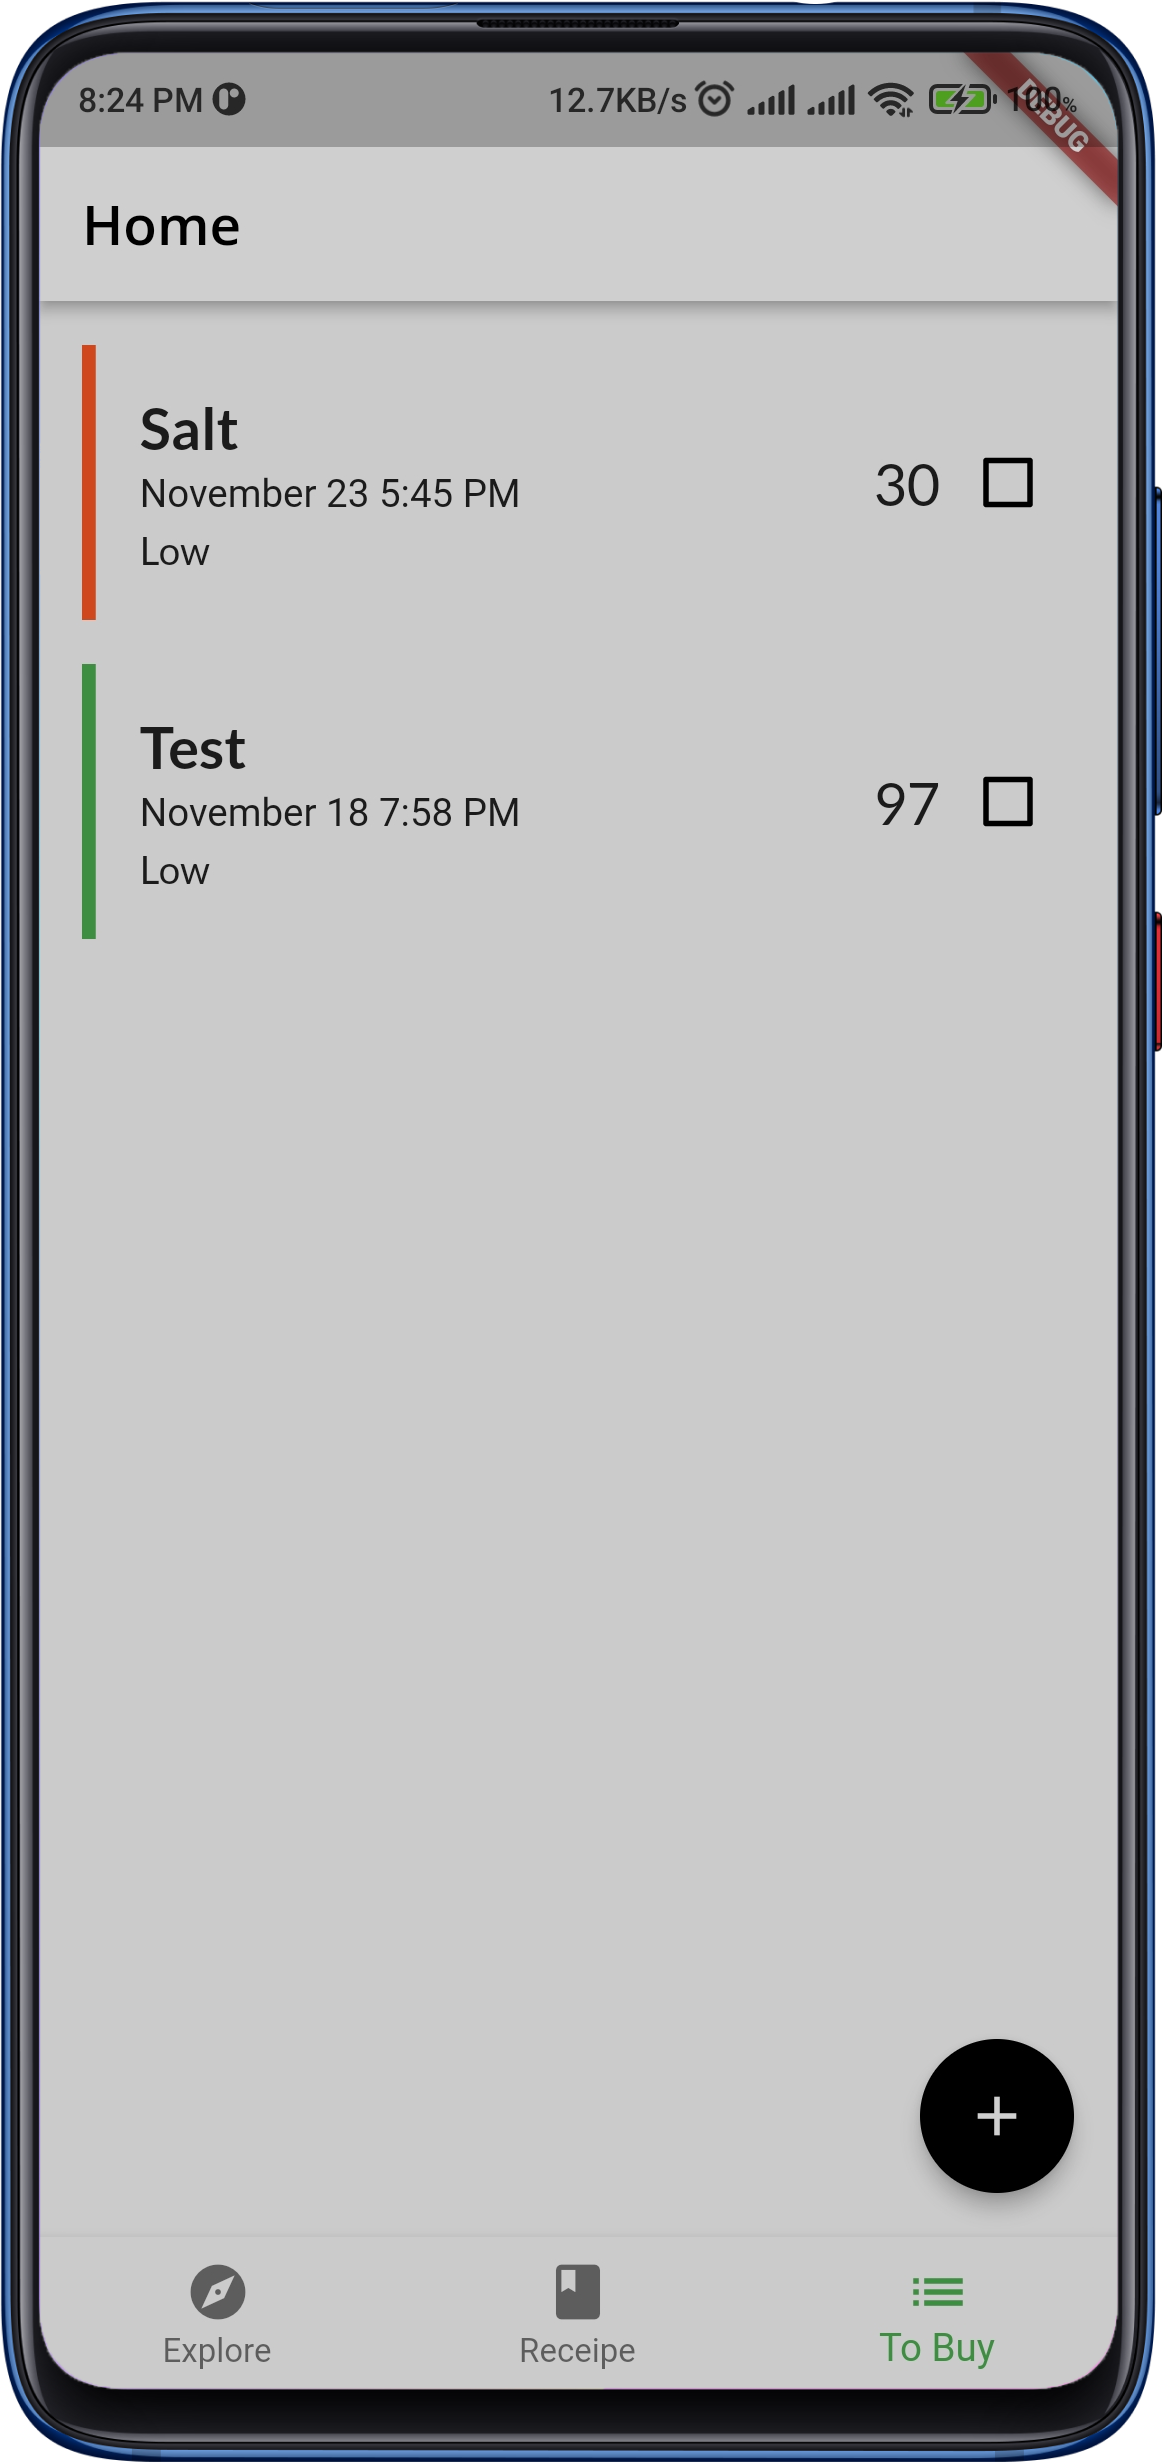 8:24 PM 12.7KB/s 100%
DEBUG
Home
Salt
November 23 5:45 PM
Low
30
Test
November 18 7:58 PM
Low
97
Explore Receipe To Buy